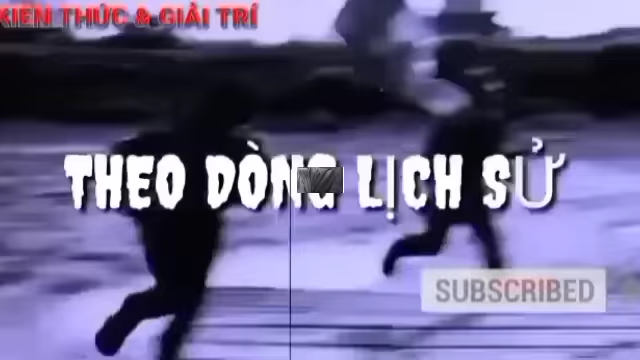 KIẾN THỨC & GIẢI TRÍ
THEO DÒNG LỊCH SỬ
SUBSCRIBED